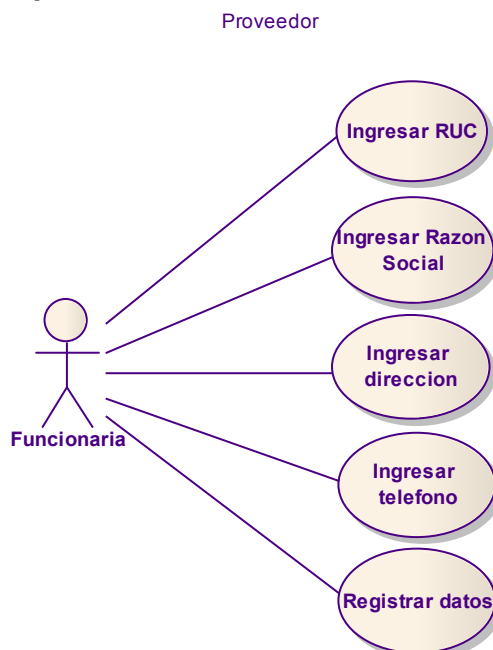 Proveedor
Ingresar RUC
Ingresar Razon
Social
Ingresar
direccion
Funcionaria
Ingresar
telefono
Registrar datos